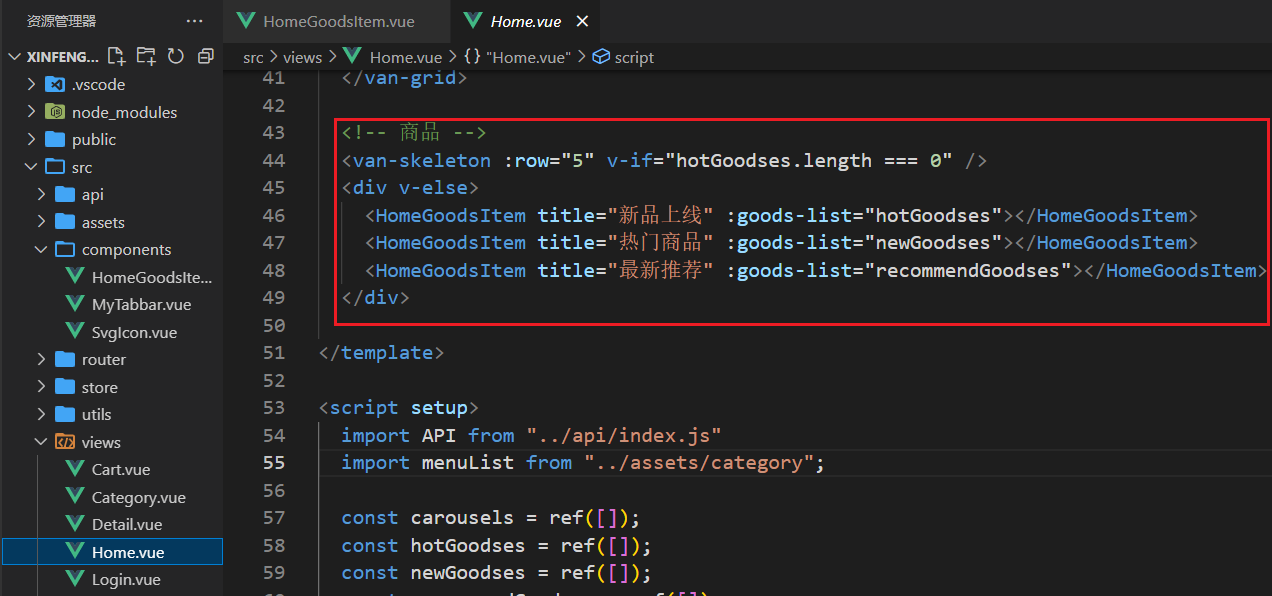 资源管理器 ···
HomeGoodsItem.vue Home.vue ×
XINFENG...
src > views > Home.vue > {} "Home.vue" > script
.vscode
node_modules
public
src
api
assets
components
HomeGoodsIte...
MyTabbar.vue
SvgIcon.vue
router
store
utils
views
Cart.vue
Category.vue
Detail.vue
Home.vue
Login.vue
41 </van-grid>
42
43 <!-- 商品 -->
44 <van-skeleton :row="5" v-if="hotGoodses.length === 0" />
45 <div v-else>
46 <HomeGoodsItem title="新品上线" :goods-list="hotGoodses"></HomeGoodsItem>
47 <HomeGoodsItem title="热门商品" :goods-list="newGoodses"></HomeGoodsItem>
48 <HomeGoodsItem title="最新推荐" :goods-list="recommendGoodses"></HomeGoodsItem>
49 </div>
50
51 </template>
52
53 <script setup>
54 import API from "../api/index.js"
55 import menuList from "../assets/category";
56
57 const carousels = ref([]);
58 const hotGoodses = ref([]);
59 const newGoodses = ref([]);